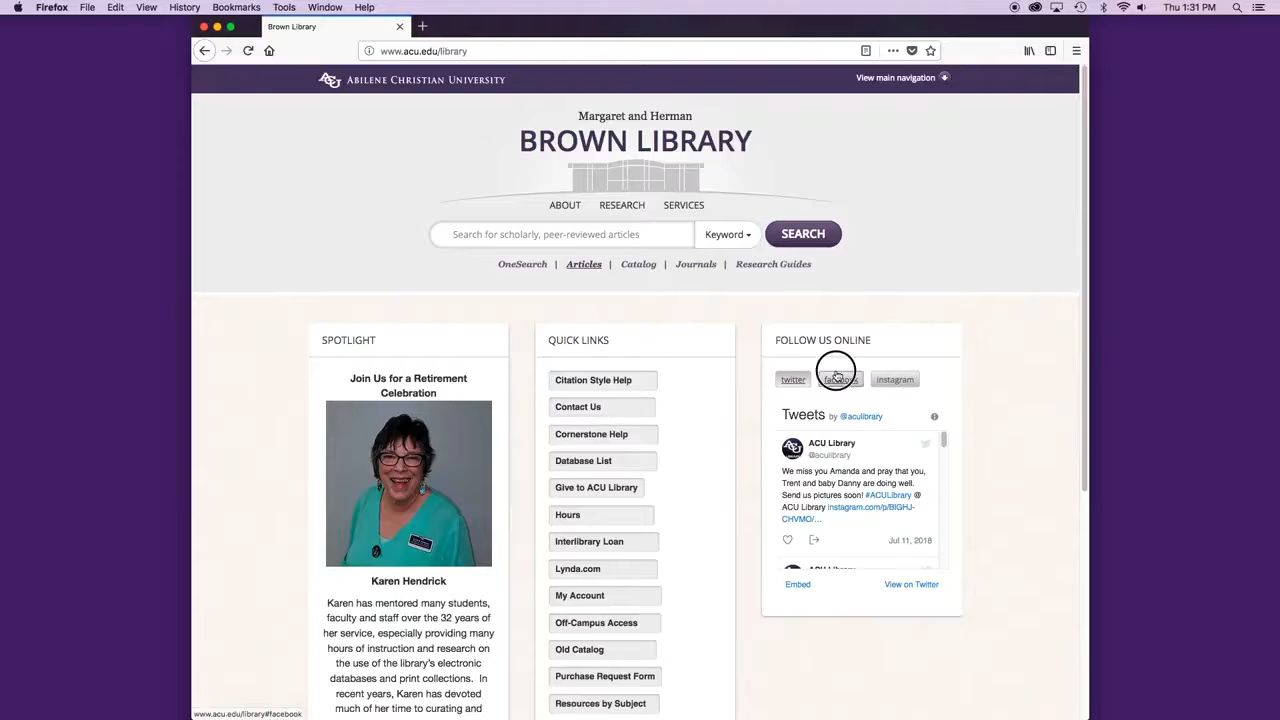 Firefox File Edit View History Bookmarks Tools Window Help
Thu 1:31 PM
Brown Library
www.acu.edu/library
ACU ABILENE CHRISTIAN UNIVERSITY
View main navigation
Margaret and Herman
BROWN LIBRARY
ABOUT RESEARCH SERVICES
Search for scholarly, peer-reviewed articles
Keyword
SEARCH
OneSearch | Articles | Catalog | Journals | Research Guides
SPOTLIGHT
Join Us for a Retirement
Celebration
Karen Hendrick
Karen has mentored many students,
faculty and staff over the 32 years of
her service, especially providing many
hours of instruction and research on
the use of the library's electronic
databases and print collections. In
recent years, Karen has devoted
much of her time to curating and
QUICK LINKS
Citation Style Help
Contact Us
Cornerstone Help
Database List
Give to ACU Library
Hours
Interlibrary Loan
Lynda.com
My Account
Off-Campus Access
Old Catalog
Purchase Request Form
Resources by Subject
FOLLOW US ONLINE
twitter facebook instagram
Tweets by @aculibrary
ACU Library
@aculibrary
We miss you Amanda and pray that you,
Trent and baby Danny are doing well.
Send us pictures soon! #ACULibrary @
ACU Library instagram.com/p/BlGHJ-
CHVMO/...
Jul 11, 2018
ACU Library
Embed
View on Twitter
www.acu.edu/library#facebook